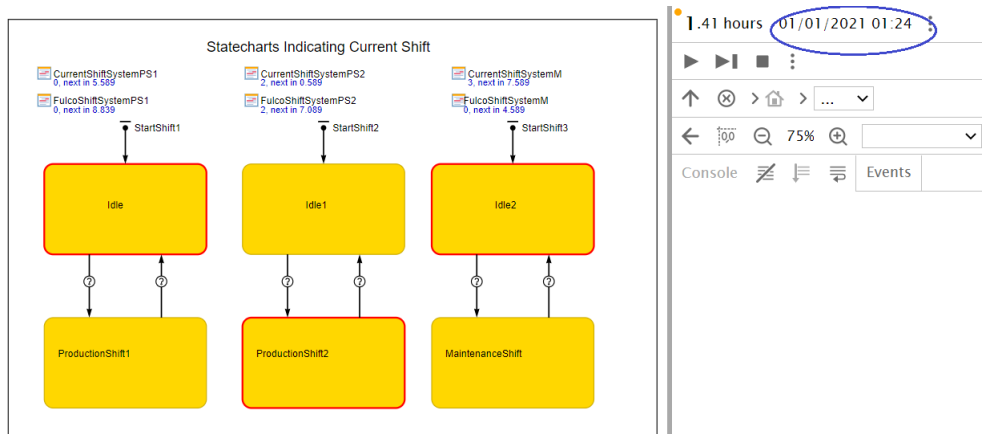 Statecharts Indicating Current Shift
CurrentShiftSystemPS1
0, next in 5.589
FulcoShiftSystemPS1
0, next in 8.839
StartShift1
CurrentShiftSystemPS2
2, next in 0.589
FulcoShiftSystemPS2
2, next in 7.089
StartShift2
CurrentShiftSystemM
3, next in 7.589
FulcoShiftSystemM
0, next in 4.589
StartShift3
Idle
Idle1
Idle2
?
?
?
?
?
?
ProductionShift1
ProductionShift2
MaintenanceShift
1.41 hours 01/01/2021 01:24
...
0,0
75%
Console
Events